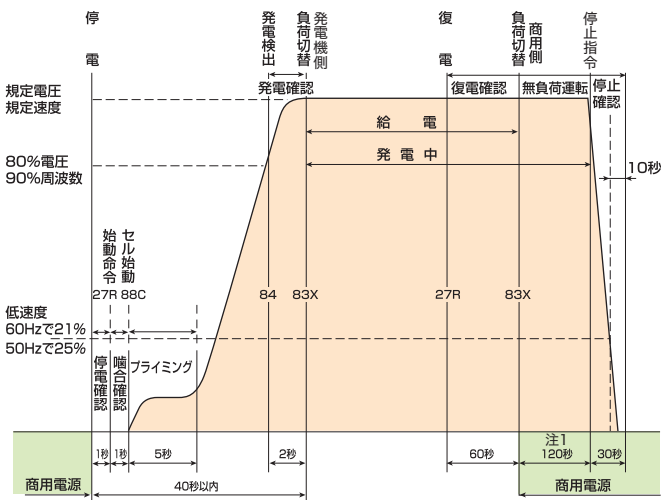 停電
発電検出
負荷切替
発電機側
復電
負荷切替
商用側
停止指令
規定電圧
規定速度
発電確認
復電確認
無負荷運転
停止
確認
給電
発電中
80%電圧
90%周波数
10秒
始動命令
セル始動
27R
88C
84
83X
27R
83X
低速度
60Hzで21%
50Hzで25%
停電確認
噛合確認
プライミング
注1
1秒
1秒
5秒
2秒
60秒
120秒
30秒
商用電源
40秒以内
商用電源